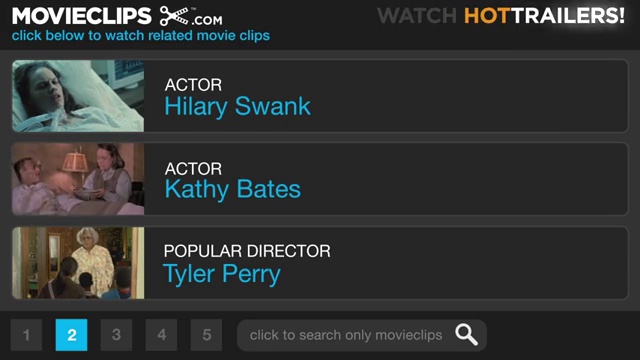 MOVIECLIPS .COM
WATCH HOTTRAILERS!
click below to watch related movie clips
ACTOR
Hilary Swank
ACTOR
Kathy Bates
POPULAR DIRECTOR
Tyler Perry
1 2 3 4 5 click to search only movieclips